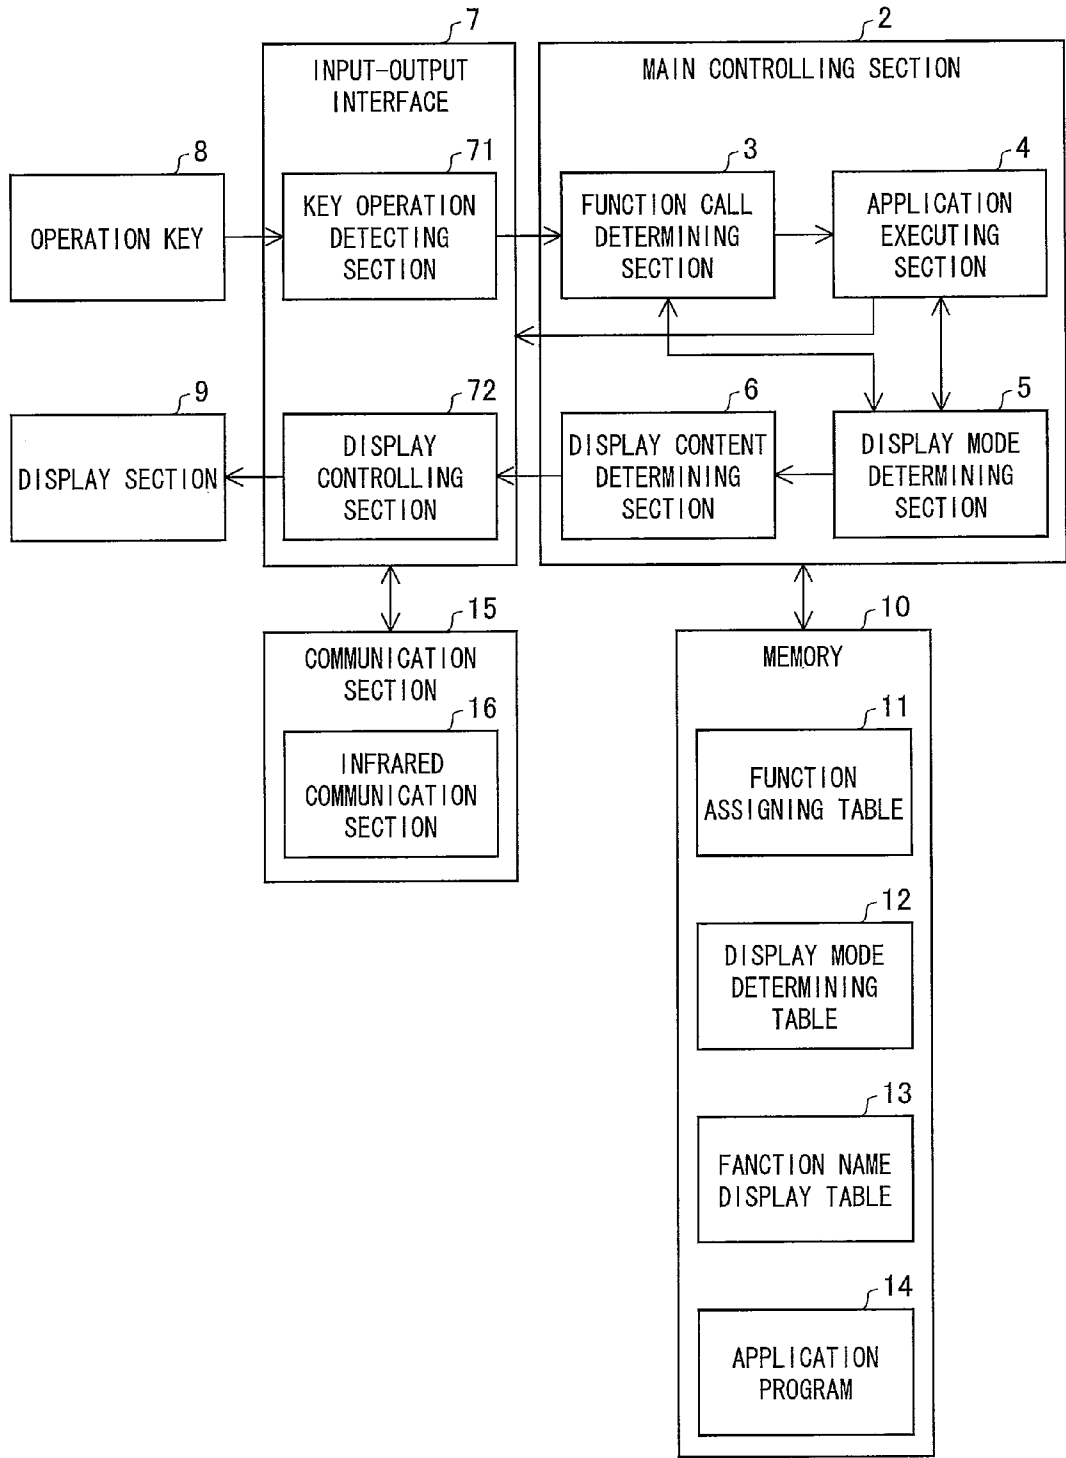 7
2
INPUT-OUTPUT
INTERFACE
MAIN CONTROLLING SECTION
8
71
3
4
OPERATION KEY
KEY OPERATION
DETECTING
SECTION
FUNCTION CALL
DETERMINING
SECTION
APPLICATION
EXECUTING
SECTION
9
72
6
5
DISPLAY SECTION
DISPLAY
CONTROLLING
SECTION
DISPLAY CONTENT
DETERMINING
SECTION
DISPLAY MODE
DETERMINING
SECTION
15
COMMUNICATION
SECTION
16
INFRARED
COMMUNICATION
SECTION
10
MEMORY
11
FUNCTION
ASSIGNING TABLE
12
DISPLAY MODE
DETERMINING
TABLE
13
FANCTION NAME
DISPLAY TABLE
14
APPLICATION
PROGRAM